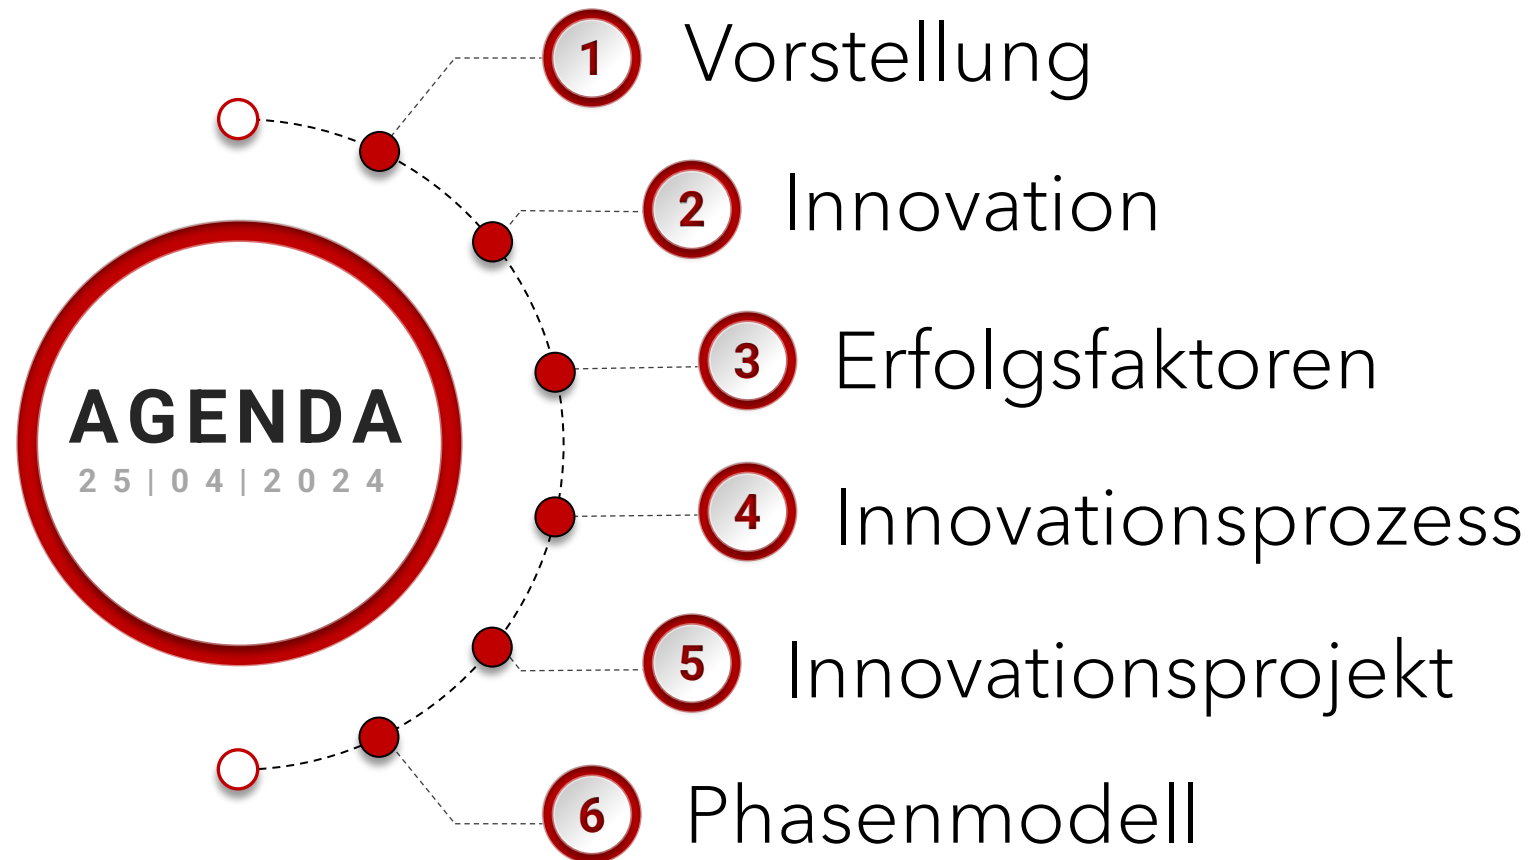 AGENDA
25|04|2024
1 Vorstellung
2 Innovation
3 Erfolgsfaktoren
4 Innovationsprozess
5 Innovationsprojekt
6 Phasenmodell